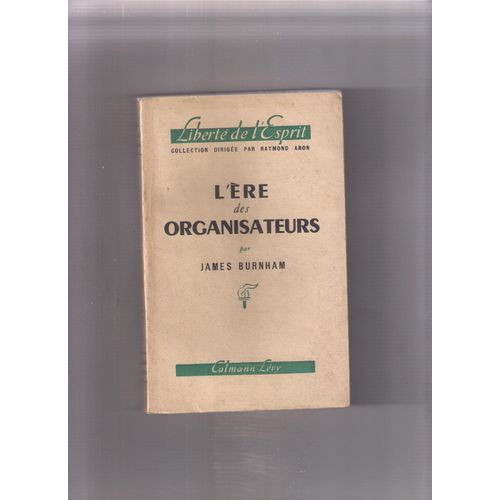 Liberté de l'Esprit
COLLECTION DIRIGÉE PAR RAYMOND ARON
L'ÈRE
des
ORGANISATEURS
par
JAMES BURNHAM
Calmann-Lévy